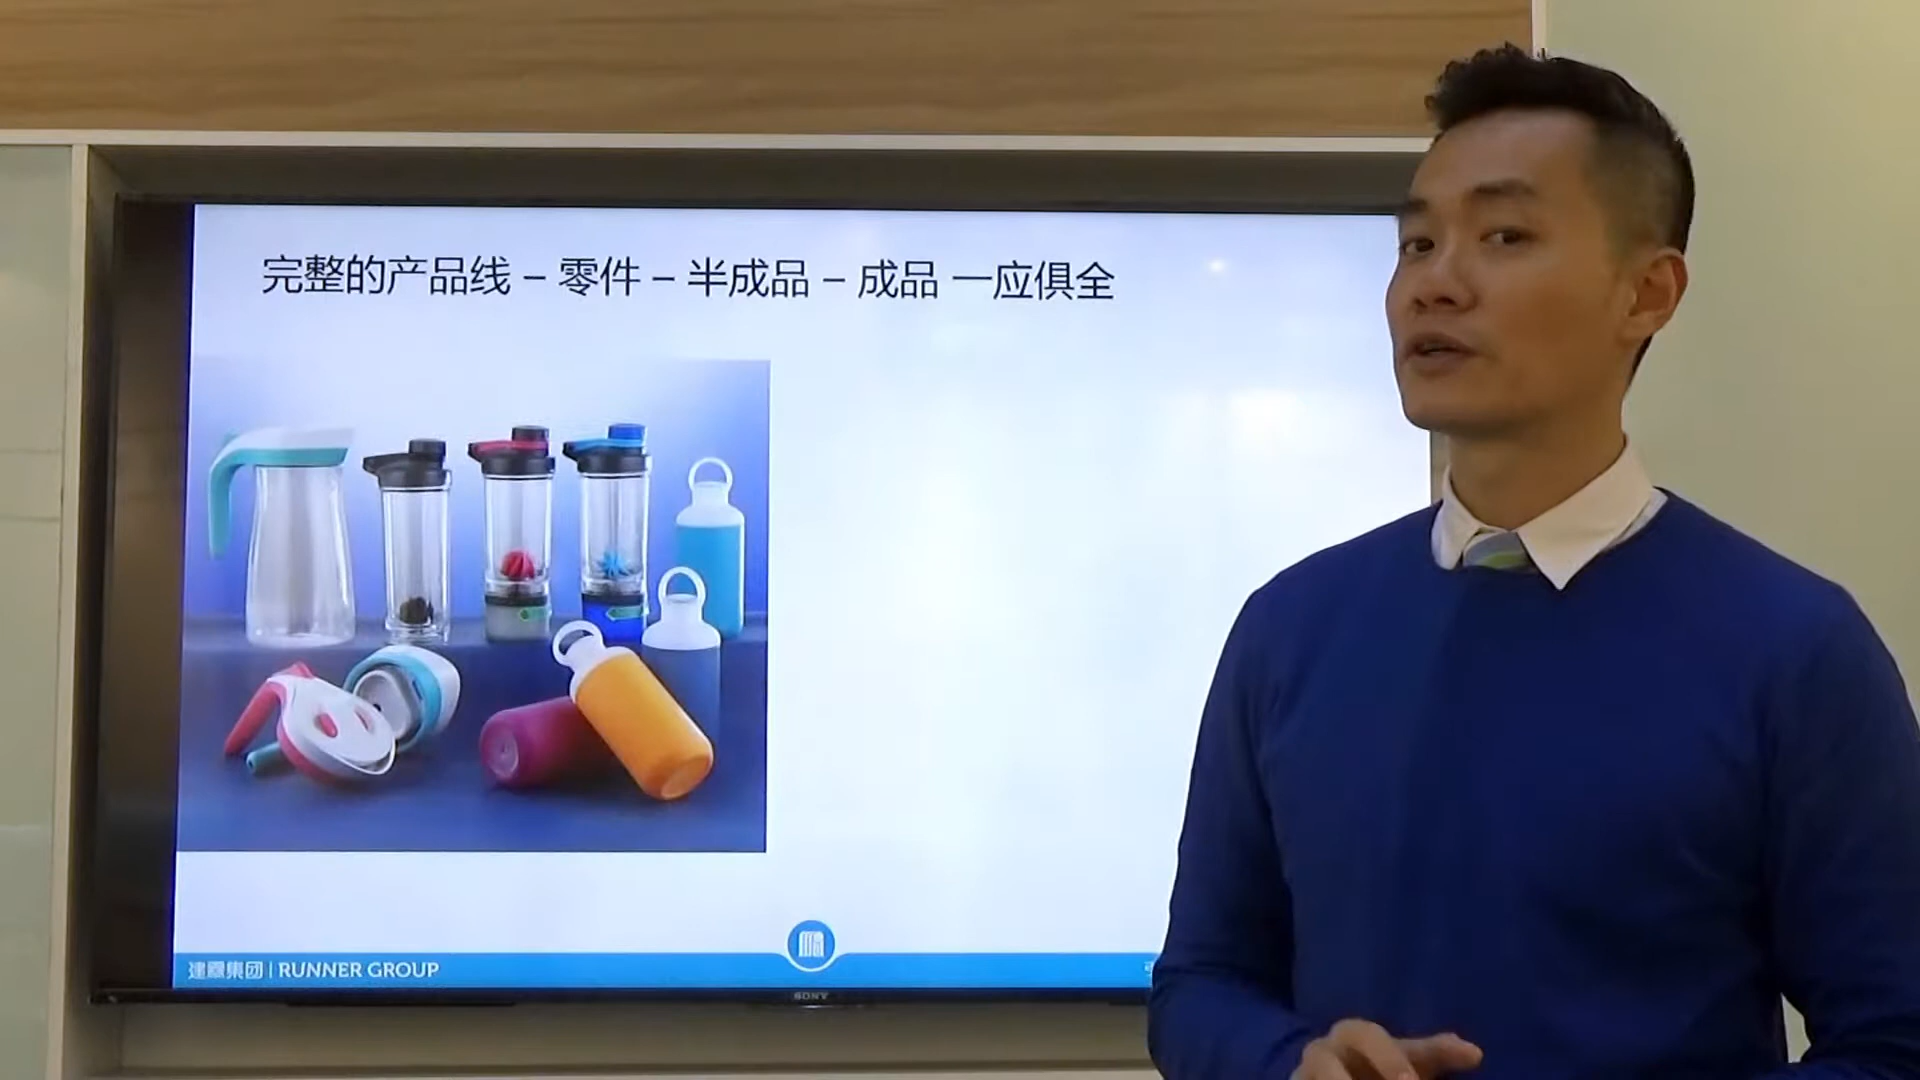 完整的产品线 – 零件 – 半成品 – 成品 一应俱全
建霖集团 | RUNNER GROUP
SONY